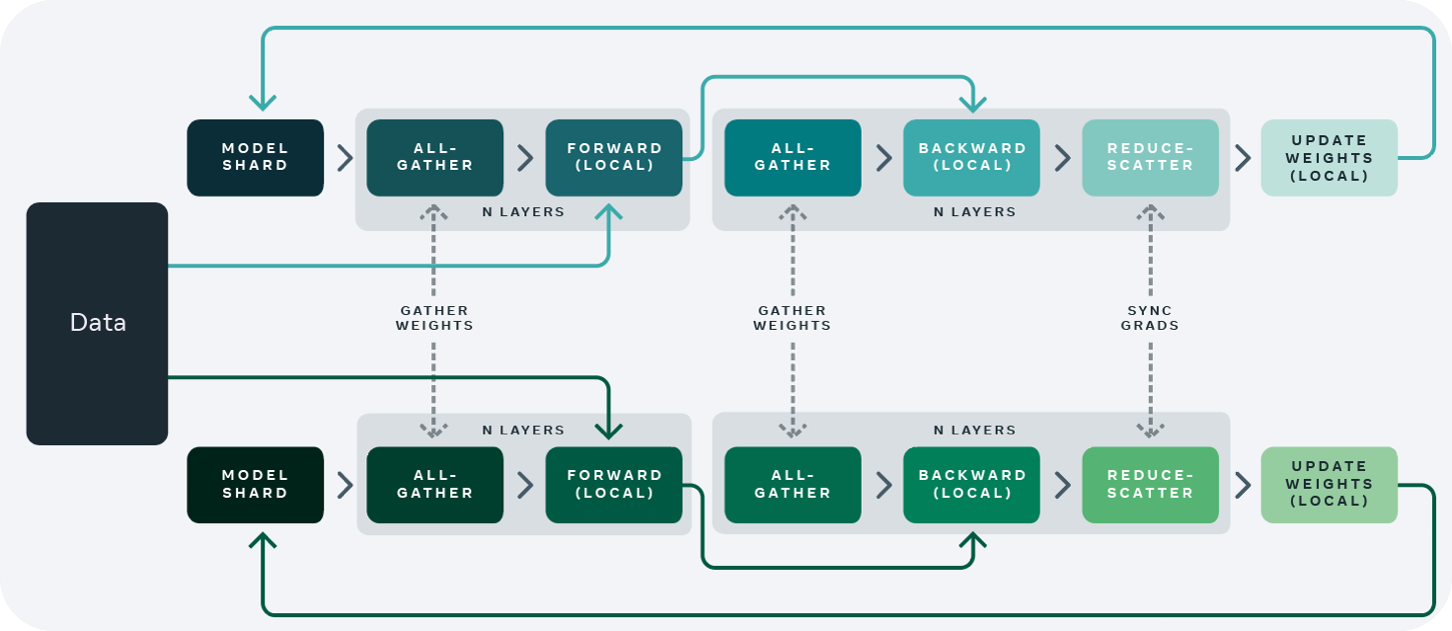 MODEL
SHARD
ALL-
GATHER
FORWARD
(LOCAL)
N LAYERS
ALL-
GATHER
BACKWARD
(LOCAL)
REDUCE-
SCATTER
N LAYERS
UPDATE
WEIGHTS
(LOCAL)
Data
GATHER
WEIGHTS
GATHER
WEIGHTS
SYNC
GRADS
MODEL
SHARD
N LAYERS
ALL-
GATHER
FORWARD
(LOCAL)
N LAYERS
ALL-
GATHER
BACKWARD
(LOCAL)
REDUCE-
SCATTER
UPDATE
WEIGHTS
(LOCAL)